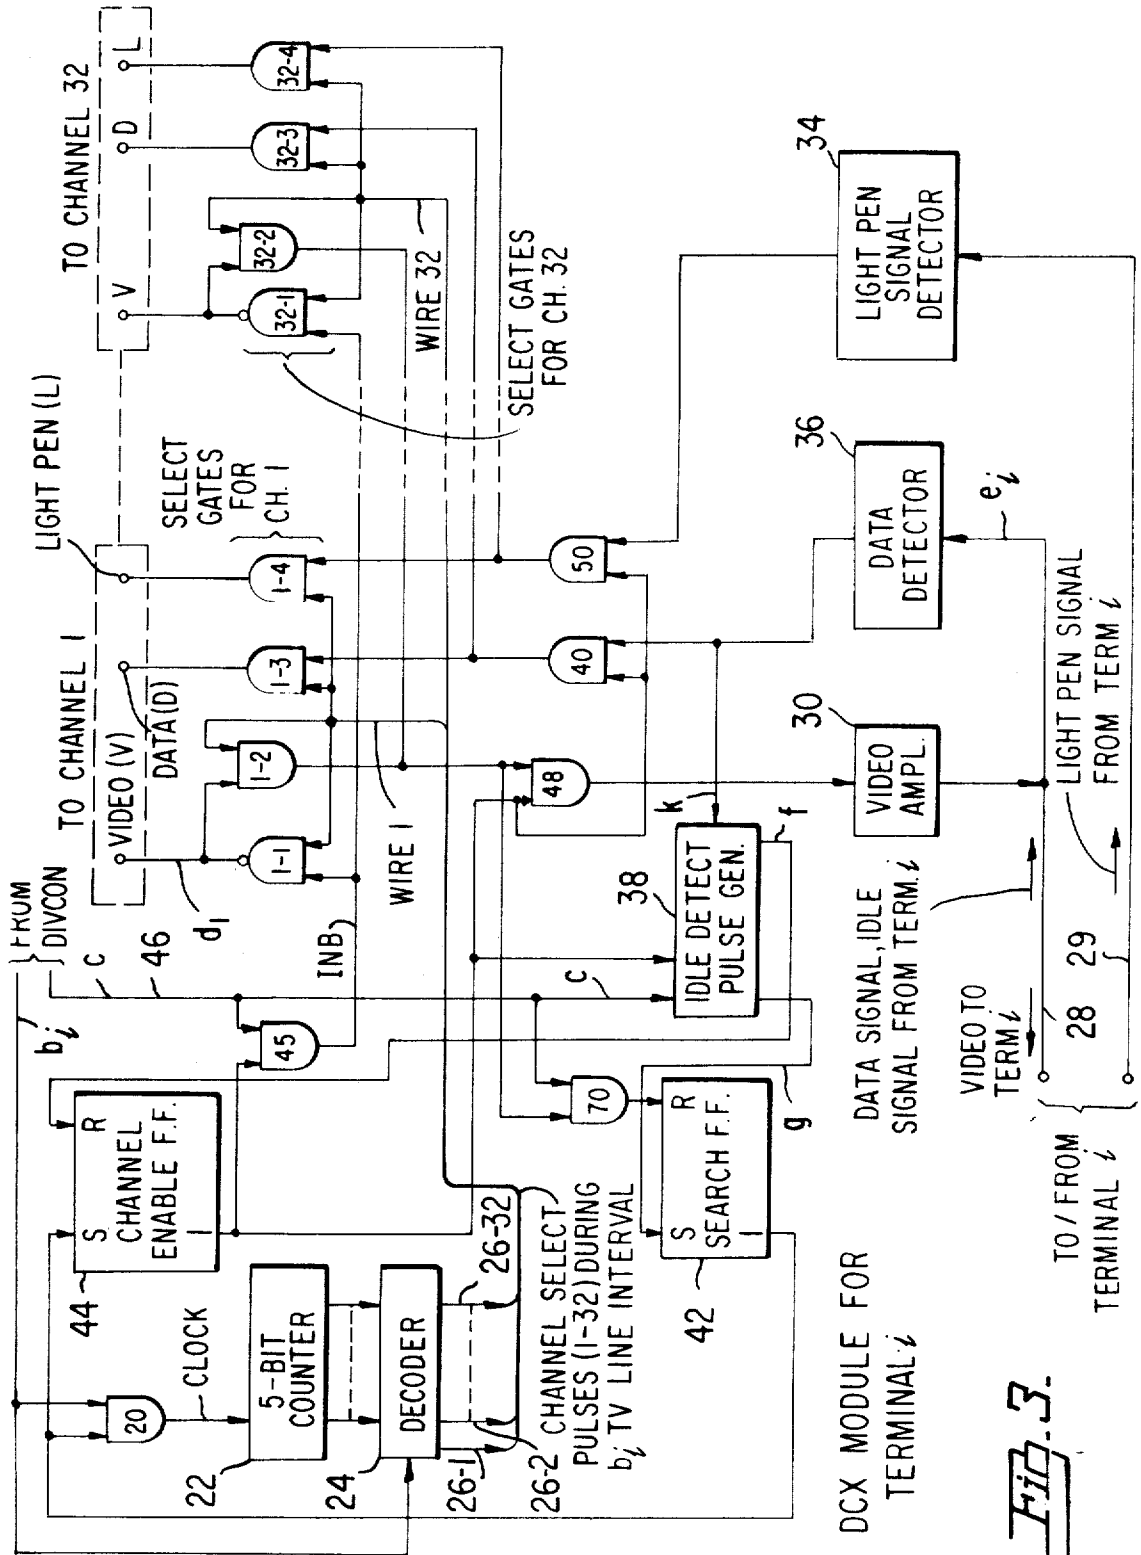 FROM
DIVCON
b i
c
46
TO CHANNEL 1
VIDEO (V)
DATA (D)
LIGHT PEN (L)
TO CHANNEL 32
V
D
L
d1
1-1
1-2
1-3
1-4
SELECT
GATES
FOR
CH. 1
32-1
32-2
32-3
32-4
WIRE 1
WIRE 32
SELECT GATES
FOR CH. 32
INB
44
S
R
CHANNEL
ENABLE F.F.
1
45
20
CLOCK
22
5-BIT
COUNTER
24
DECODER
26-1
26-2
26-32
CHANNEL SELECT
PULSES (1-32) DURING
b i TV LINE INTERVAL
42
S
R
SEARCH F.F.
1
70
g
c
38
IDLE DETECT
PULSE GEN.
k
f
48
40
50
30
VIDEO
AMPL.
36
DATA
DETECTOR
e i
34
LIGHT PEN
SIGNAL
DETECTOR
DATA SIGNAL, IDLE
SIGNAL FROM TERM. i
VIDEO TO
TERM i
28
29
LIGHT PEN SIGNAL
FROM TERM i
TO / FROM
TERMINAL i
DCX MODULE FOR
TERMINAL i
Fig. 3.